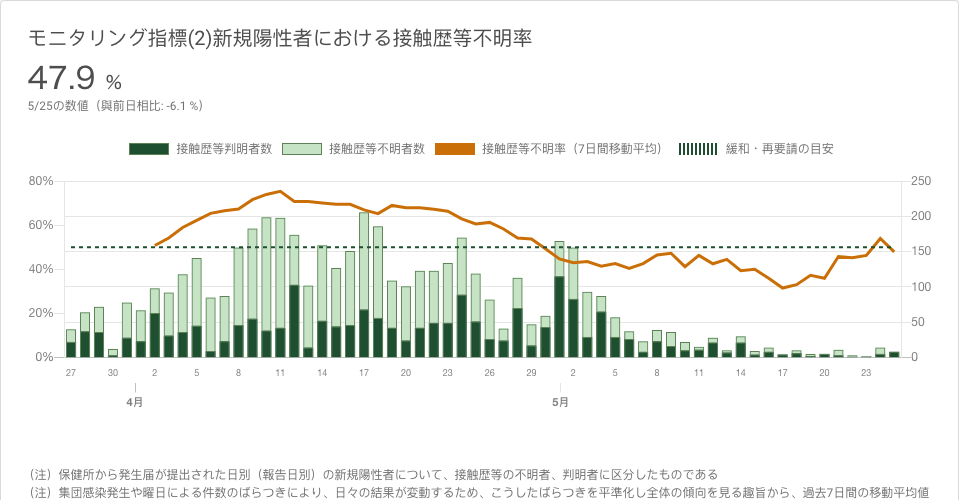 モニタリング指標(2)新規陽性者における接触歴等不明率
47.9 %
5/25の数値（與前日相比: -6.1 %）
接触歴等判明者数 接触歴等不明者数 接触歴等不明率（7日間移動平均） 緩和・再要請の目安
80% 250
200
60%
150
40%
100
20%
50
0% 0
27 30 2 5 8 11 14 17 20 23 26 29 2 5 8 11 14 17 20 23
4月 5月
（注）保健所から発生届が提出された日別（報告日別）の新規陽性者について、接触歴等の不明者、判明者に区分したものである
（注）集団感染発生や曜日による件数のばらつきにより、日々の結果が変動するため、こうしたばらつきを平準化し全体の傾向を見る趣旨から、過去7日間の移動平均値